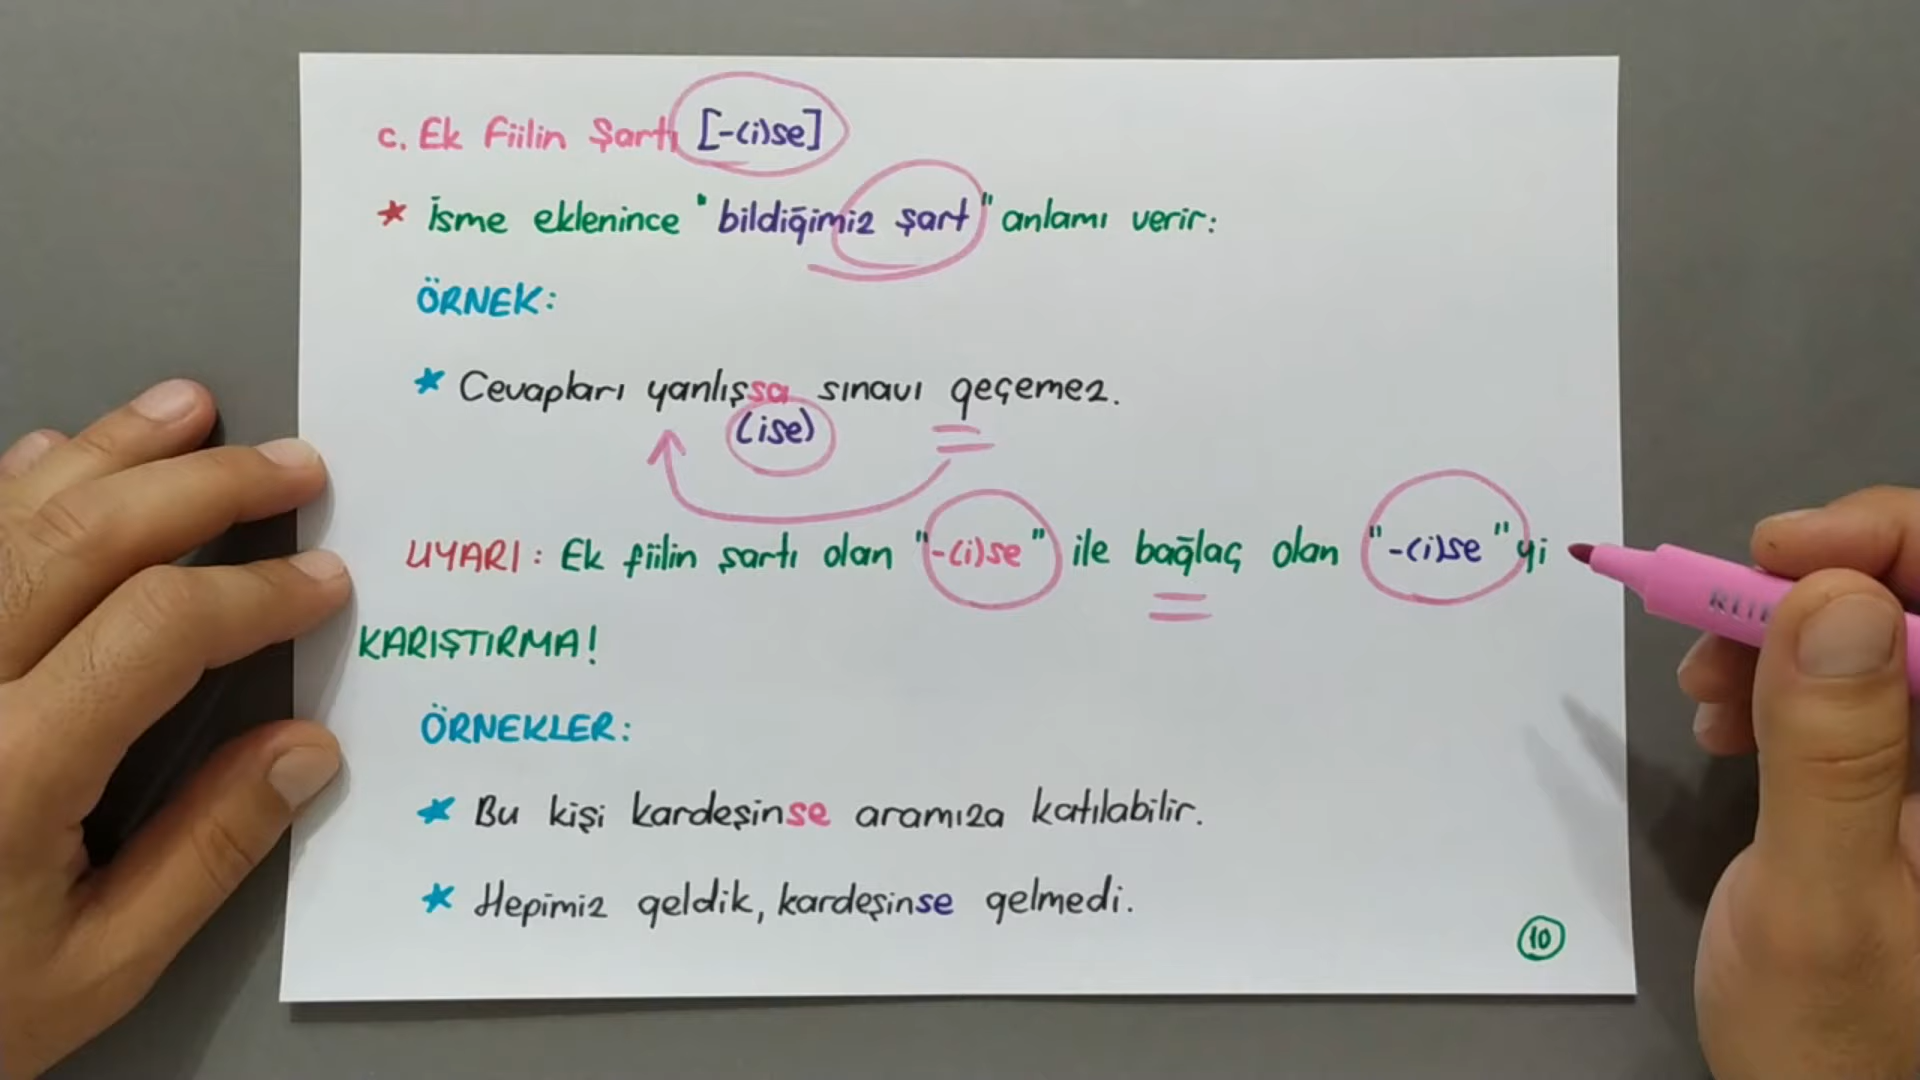 c. Ek Fiilin Şartı [-(i)se]
* İsme eklenince "bildiğimiz şart" anlamı verir:
ÖRNEK:
* Cevapları yanlışsa sınavı geçemez.
(ise)
UYARI: Ek fiilin şartı olan "-(i)se" ile bağlaç olan "-(i)se"yi
KARIŞTIRMA!
ÖRNEKLER:
* Bu kişi kardeşinse aramıza katılabilir.
* Hepimiz geldik, kardeşinse gelmedi.
10